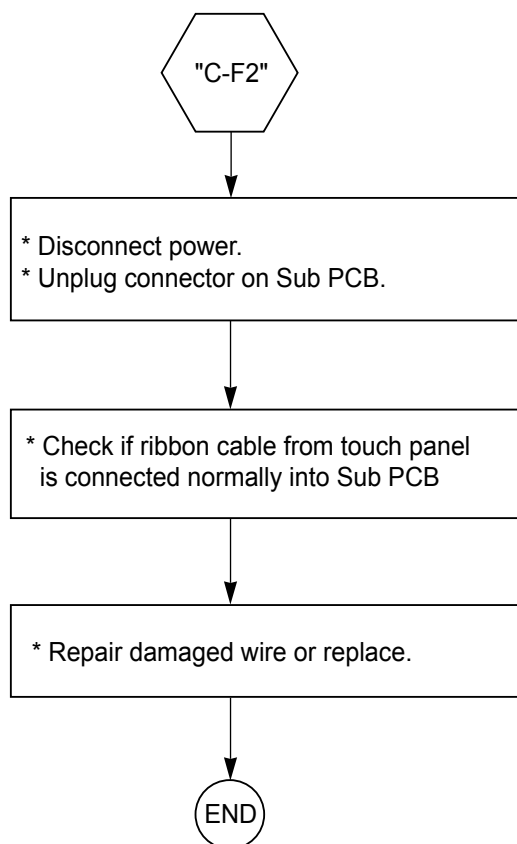 "C-F2"
* Disconnect power.
* Unplug connector on Sub PCB.
* Check if ribbon cable from touch panel
is connected normally into Sub PCB
* Repair damaged wire or replace.
END